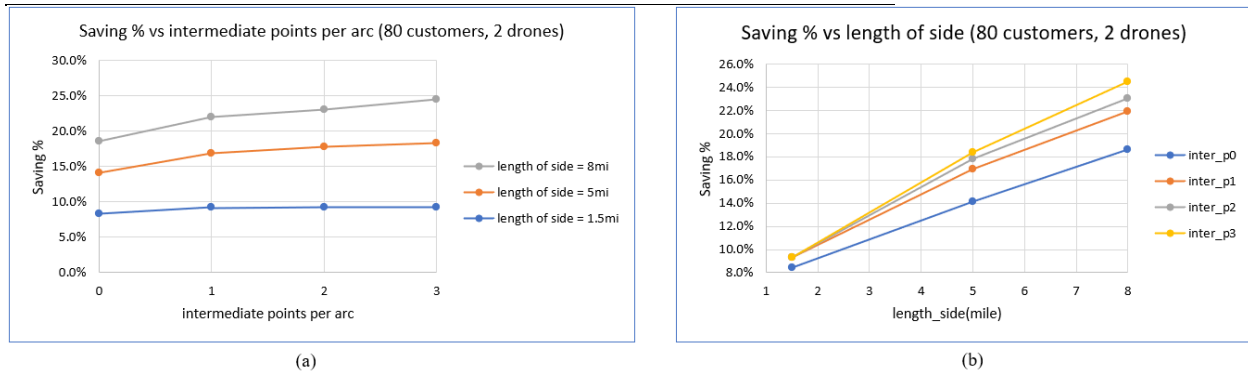 Saving % vs intermediate points per arc (80 customers, 2 drones)
30.0%
25.0%
20.0%
15.0%
10.0%
5.0%
0.0%
Saving %
0 1 2 3
intermediate points per arc
length of side = 8mi
length of side = 5mi
length of side = 1.5mi
(a)
Saving % vs length of side (80 customers, 2 drones)
26.0%
24.0%
22.0%
20.0%
18.0%
16.0%
14.0%
12.0%
10.0%
8.0%
Saving %
1 2 3 4 5 6 7 8
length_side(mile)
inter_p0
inter_p1
inter_p2
inter_p3
(b)